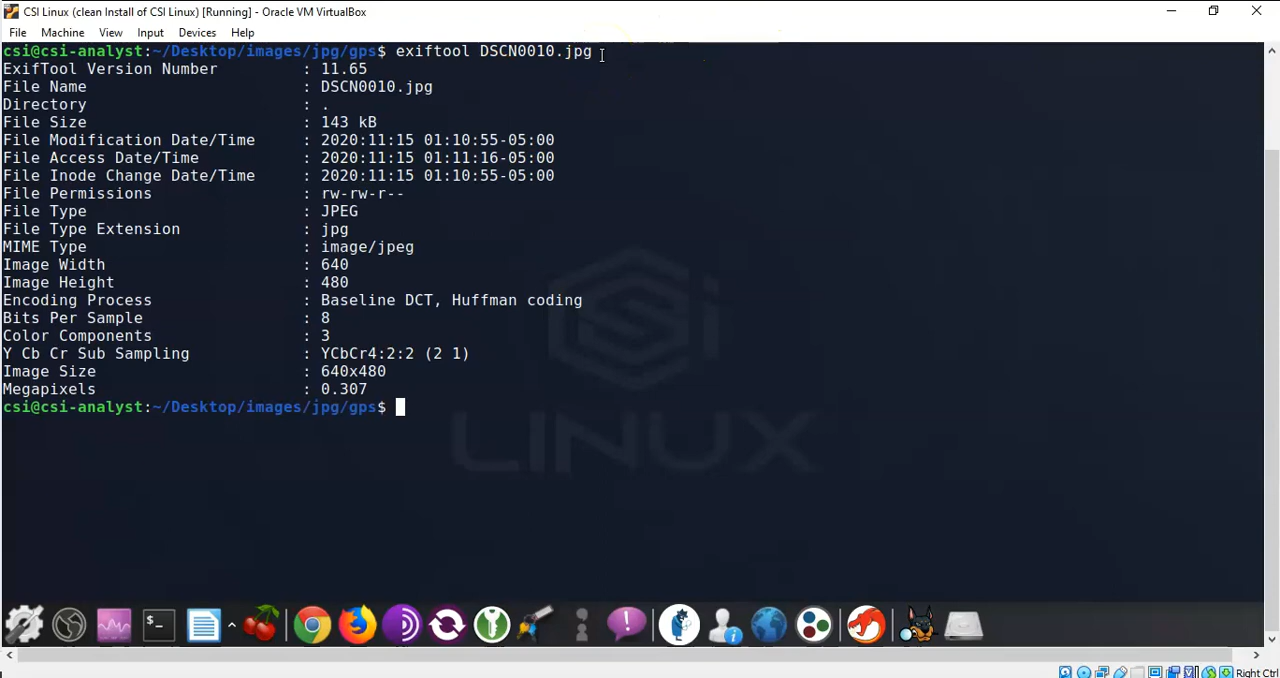 CSI Linux (clean Install of CSI Linux) [Running] - Oracle VM VirtualBox
File Machine View Input Devices Help
csi@csi-analyst:~/Desktop/images/jpg/gps$ exiftool DSCN0010.jpg
ExifTool Version Number : 11.65
File Name : DSCN0010.jpg
Directory : .
File Size : 143 kB
File Modification Date/Time : 2020:11:15 01:10:55-05:00
File Access Date/Time : 2020:11:15 01:11:16-05:00
File Inode Change Date/Time : 2020:11:15 01:10:55-05:00
File Permissions : rw-rw-r--
File Type : JPEG
File Type Extension : jpg
MIME Type : image/jpeg
Image Width : 640
Image Height : 480
Encoding Process : Baseline DCT, Huffman coding
Bits Per Sample : 8
Color Components : 3
Y Cb Cr Sub Sampling : YCbCr4:2:2 (2 1)
Image Size : 640x480
Megapixels : 0.307
csi@csi-analyst:~/Desktop/images/jpg/gps$
CSi
LINUX
Right Ctrl